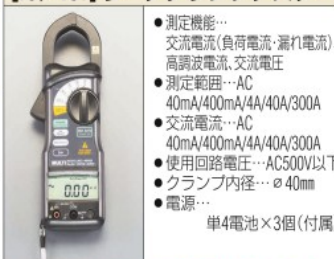 ●測定機能…
交流電流(負荷電流・漏れ電流)
高調波電流、交流電圧
●測定範囲…AC
40mA/400mA/4A/40A/300A
●交流電流…AC
40mA/400mA/4A/40A/300A
●使用回路電圧…AC500V以下
●クランプ内径…ø40mm
●電源…
単4電池×3個(付属
0.00
MULTI